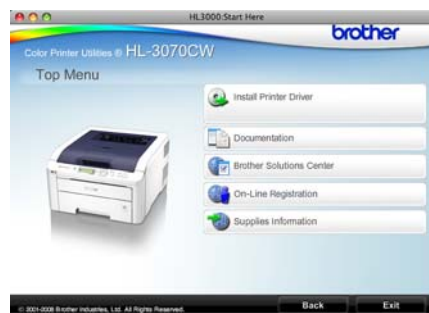 HL3000:Start Here
brother
Color Printer Utilities ® HL-3070CW
Top Menu
Install Printer Driver
Documentation
Brother Solutions Center
On-Line Registration
Supplies Information
© 2001-2008 Brother Industries, Ltd. All Rights Reserved.
Back
Exit